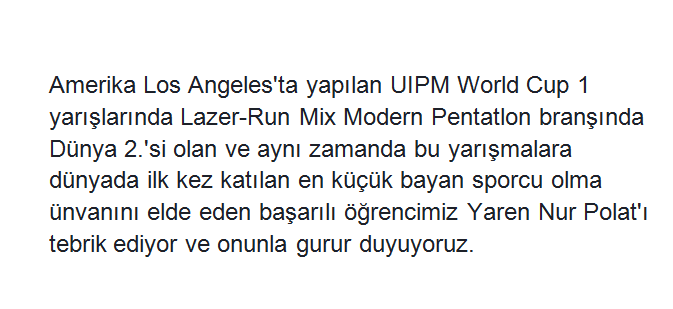 Amerika Los Angeles'ta yapılan UIPM World Cup 1
yarışlarında Lazer-Run Mix Modern Pentatlon branşında
Dünya 2.'si olan ve aynı zamanda bu yarışmalara
dünyada ilk kez katılan en küçük bayan sporcu olma
ünvanını elde eden başarılı öğrencimiz Yaren Nur Polat'ı
tebrik ediyor ve onunla gurur duyuyoruz.